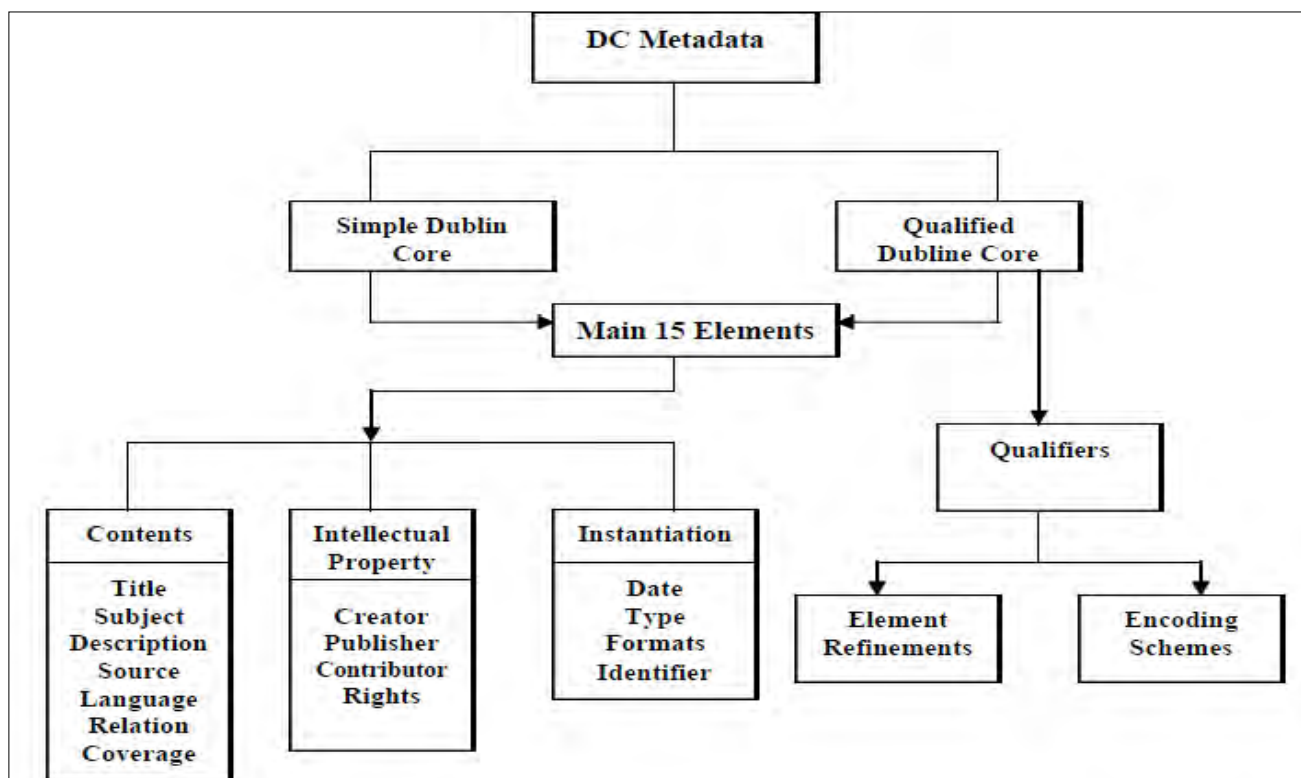 DC Metadata
Simple Dublin
Core
Qualified
Dubline Core
Main 15 Elements
Qualifiers
Contents
Title
Subject
Description
Source
Language
Relation
Coverage
Intellectual
Property
Creator
Publisher
Contributor
Rights
Instantiation
Date
Type
Formats
Identifier
Element
Refinements
Encoding
Schemes